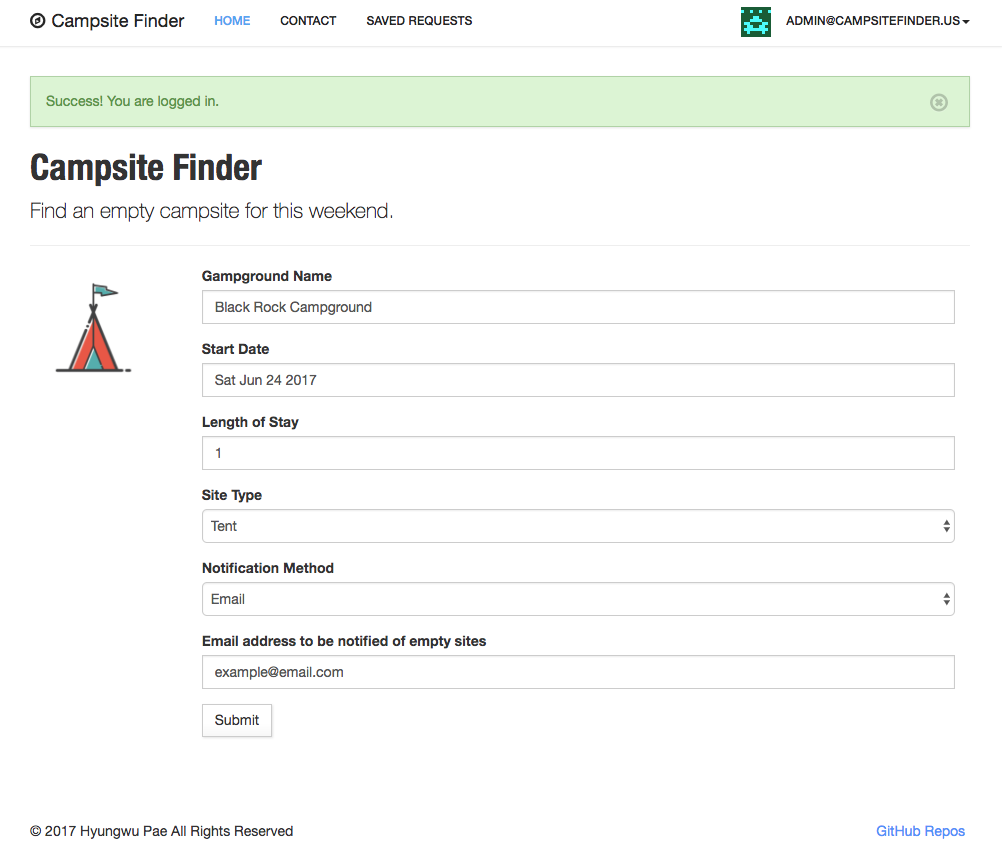 Campsite Finder HOME CONTACT SAVED REQUESTS ADMIN@CAMPSITEFINDER.US
Success! You are logged in.
Campsite Finder
Find an empty campsite for this weekend.
Gampground Name
Black Rock Campground
Start Date
Sat Jun 24 2017
Length of Stay
1
Site Type
Tent
Notification Method
Email
Email address to be notified of empty sites
example@email.com
Submit
© 2017 Hyungwu Pae All Rights Reserved GitHub Repos